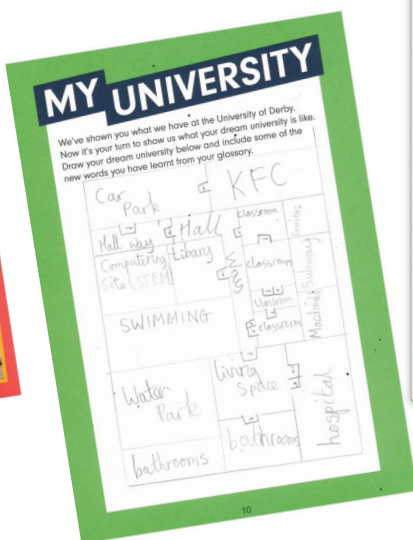 MY UNIVERSITY
We've shown you what we have at the University of Derby.
Now it's your turn to show us what your dream university is like.
Draw your dream university below and include some of the
new words you have learnt from your glossary.
Car
Park
KFC
Hall way
Hall
classroom
Computering
Site (STEM)
Libary
classroom
Subway
SWIMMING
classroom
classroom
Water
Park
Living
Space
hospital
bathrooms
bathrooms
10